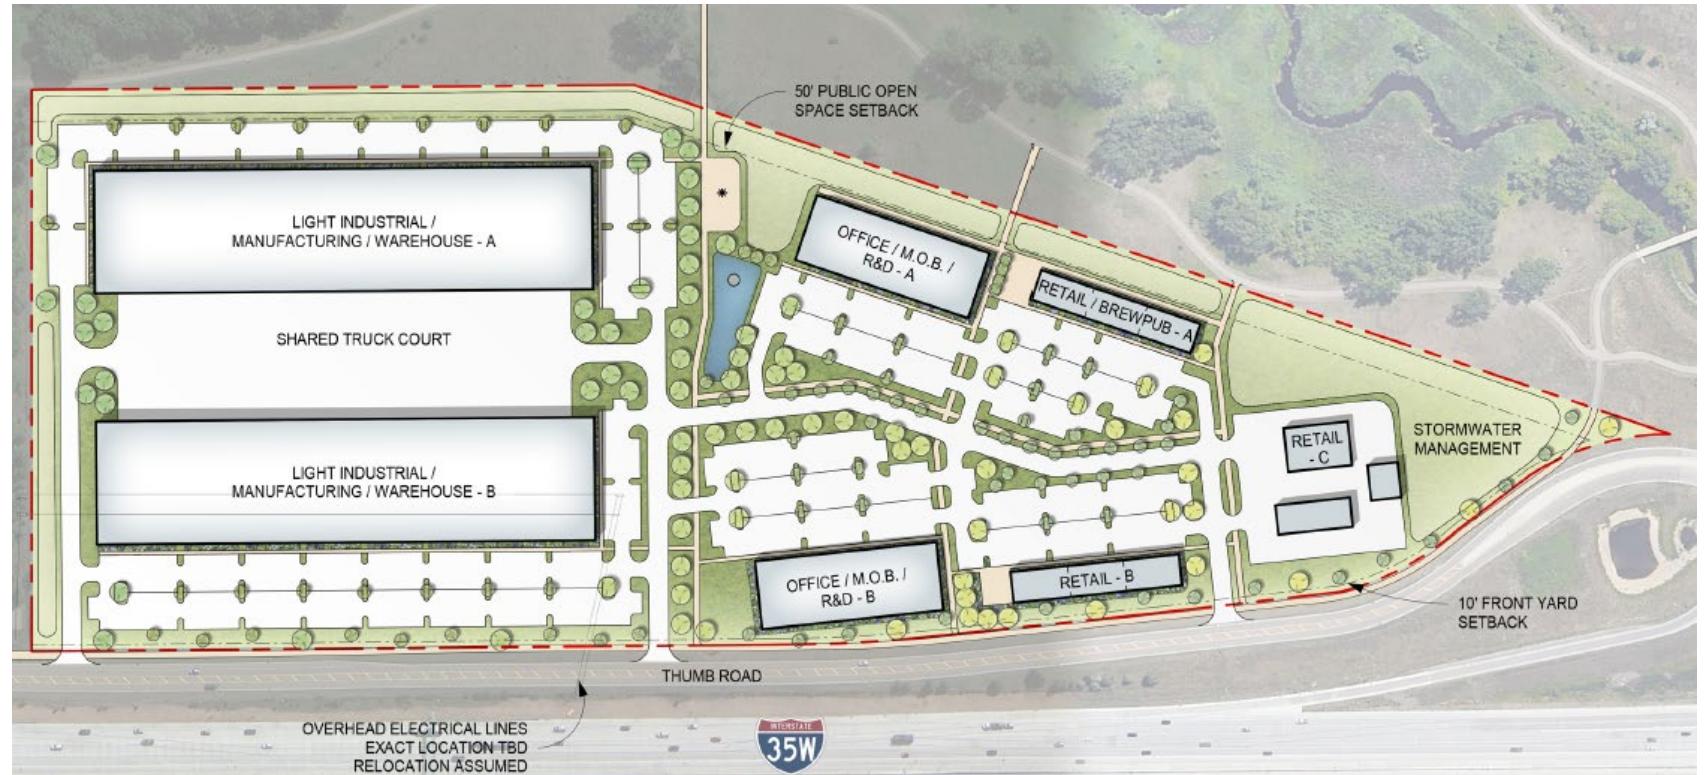 50' PUBLIC OPEN
SPACE SETBACK
LIGHT INDUSTRIAL /
MANUFACTURING / WAREHOUSE - A
OFFICE / M.O.B. /
R&D - A
RETAIL / BREWPUB - A
SHARED TRUCK COURT
STORMWATER
MANAGEMENT
RETAIL
- C
LIGHT INDUSTRIAL /
MANUFACTURING / WAREHOUSE - B
OFFICE / M.O.B. /
R&D - B
RETAIL - B
10' FRONT YARD
SETBACK
THUMB ROAD
OVERHEAD ELECTRICAL LINES
EXACT LOCATION TBD
RELOCATION ASSUMED
INTERSTATE
35W